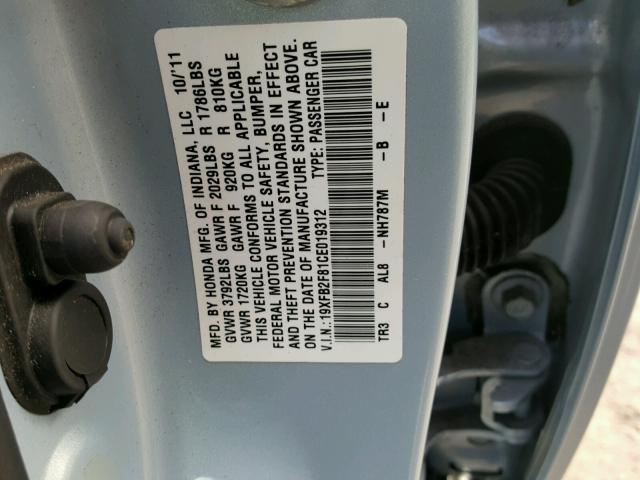 MFD. BY HONDA MFG. OF INDIANA, LLC 10/'11
GVWR 3792LBS GAWR F 2029LBS R 1786LBS
GVWR 1720KG GAWR F 920KG R 810KG
THIS VEHICLE CONFORMS TO ALL APPLICABLE
FEDERAL MOTOR VEHICLE SAFETY, BUMPER,
AND THEFT PREVENTION STANDARDS IN EFFECT
ON THE DATE OF MANUFACTURE SHOWN ABOVE.
V.I.N.: 19XFB2F81CE019312 TYPE: PASSENGER CAR
TR3 C AL8 -NH787M -B -E